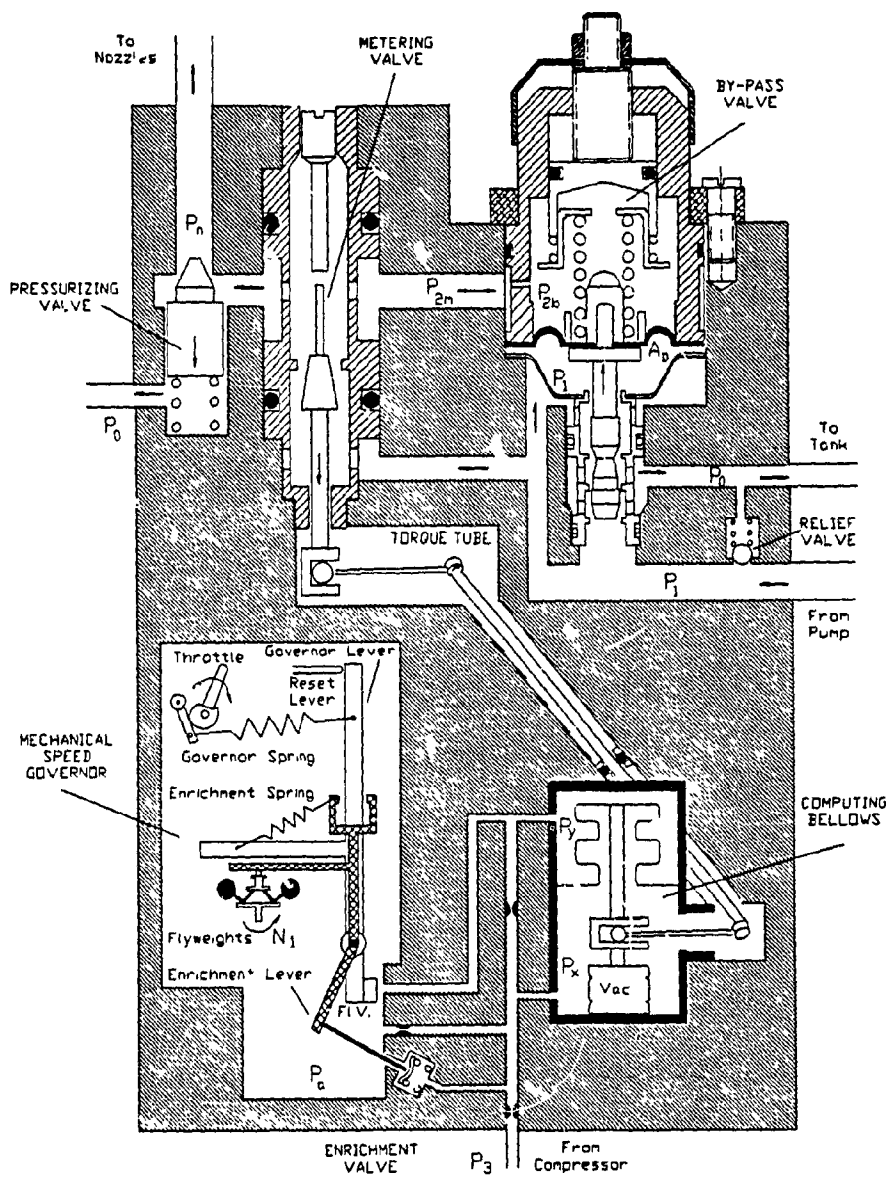 To
Nozzles
METERING
VALVE
BY-PASS
VALVE
Pn
PRESSURIZING
VALVE
P2m
P2b
AD
P1
P0
To
Tank
P0
RELIEF
VALVE
TORQUE TUBE
P1
From
Pump
Throttle
Governor Lever
Reset
Lever
MECHANICAL
SPEED
GOVERNOR
Governor Spring
Enrichment Spring
COMPUTING
BELLOWS
Py
Flyweights N1
Enrichment Lever
Px
Vac
Pa
ENRICHMENT
VALVE
P3
From
Compressor